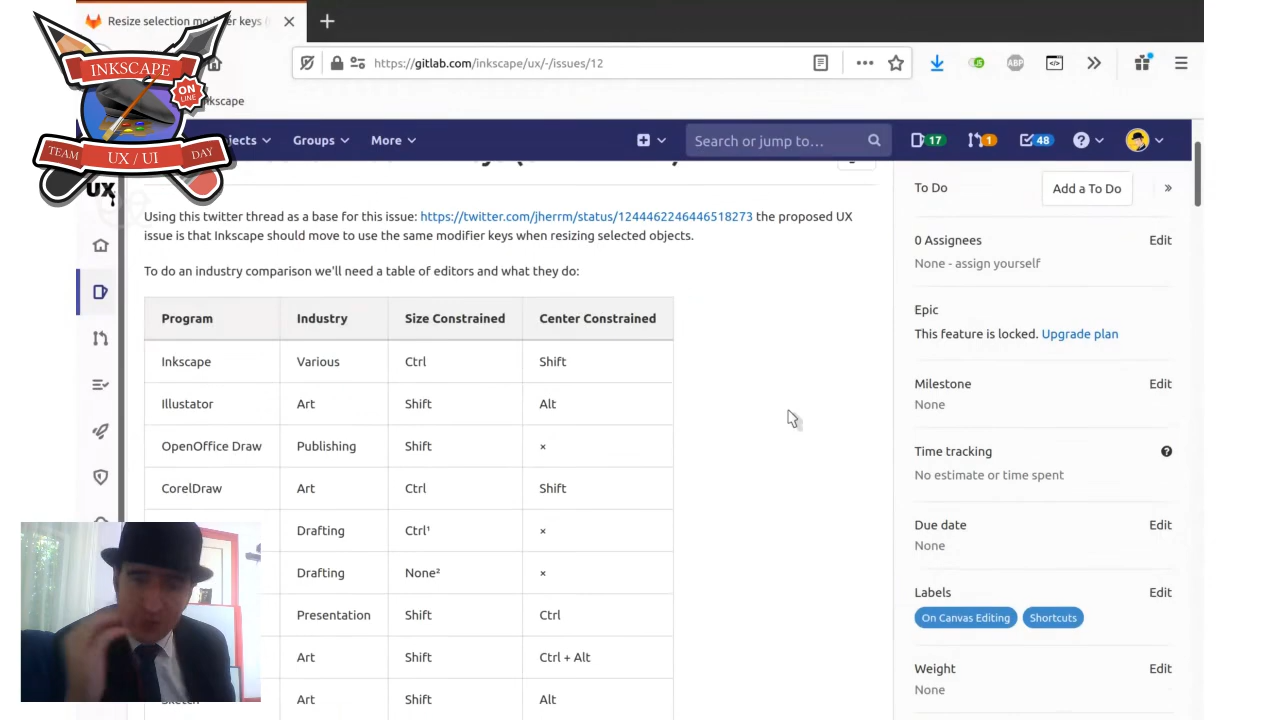 Resize selection mod er keys (
INKSCAPE
ON
LINE
TEAM
UX / UI
DAY
https://gitlab.com/inkscape/ux/-/issues/12
ABP
nkscape
jects
Groups
More
Search or jump to…
17
1
48
UX
Using this twitter thread as a base for this issue: https://twitter.com/jherrm/status/1244462246446518273 the proposed UX
issue is that Inkscape should move to use the same modifier keys when resizing selected objects.
To do an industry comparison we'll need a table of editors and what they do:
Program Industry Size Constrained Center Constrained
Inkscape Various Ctrl Shift
Illustator Art Shift Alt
OpenOffice Draw Publishing Shift ×
CorelDraw Art Ctrl Shift
Drafting Ctrl¹ ×
Drafting None² ×
Presentation Shift Ctrl
Art Shift Ctrl + Alt
Sketch Art Shift Alt
To Do
Add a To Do
0 Assignees Edit
None - assign yourself
Epic
This feature is locked. Upgrade plan
Milestone Edit
None
Time tracking
No estimate or time spent
Due date Edit
None
Labels Edit
On Canvas Editing Shortcuts
Weight Edit
None